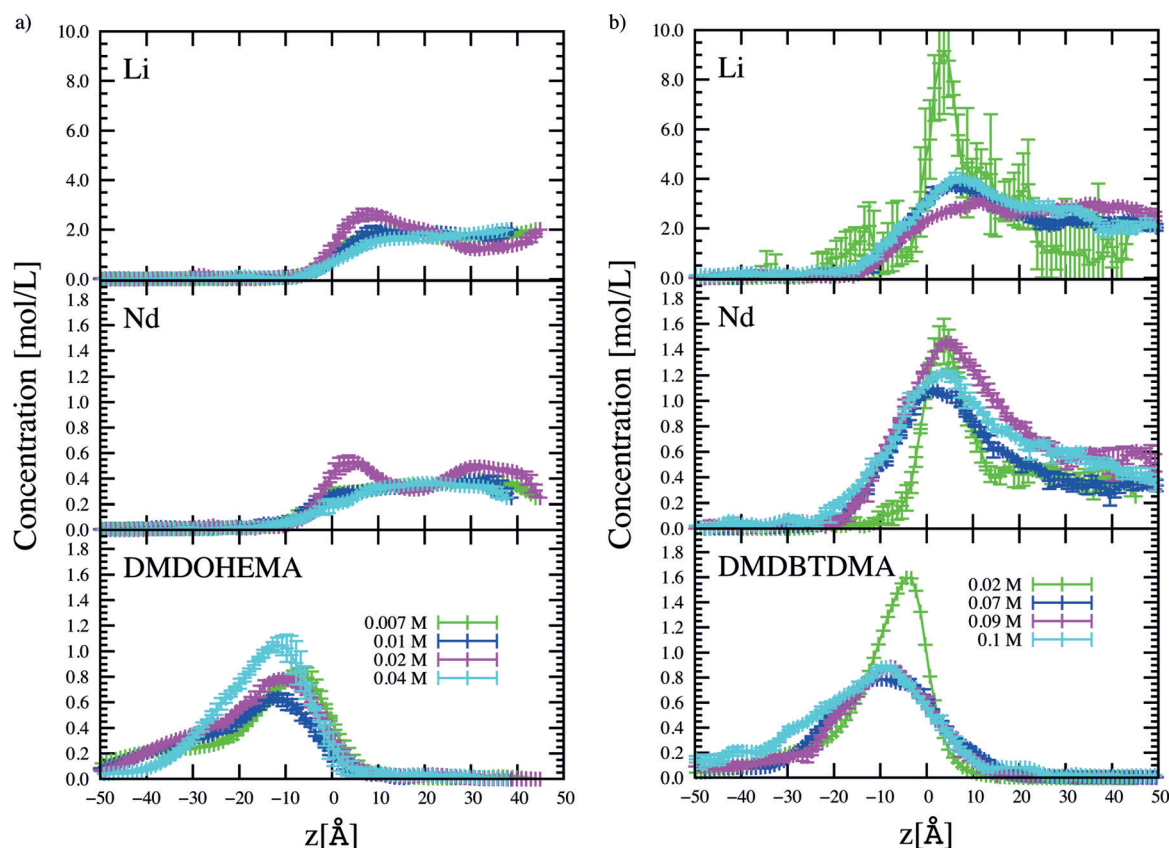 a)
Concentration [mol/L]
Li
10.0
8.0
6.0
4.0
2.0
0.0
Nd
1.8
1.6
1.4
1.2
1.0
0.8
0.6
0.4
0.2
0.0
DMDOHEMA
1.8
1.6
1.4
1.2
1.0
0.8
0.6
0.4
0.2
0.0
0.007 M
0.01 M
0.02 M
0.04 M
−50 −40 −30 −20 −10 0 10 20 30 40 50
z[Å]
b)
Concentration [mol/L]
Li
10.0
8.0
6.0
4.0
2.0
0.0
Nd
1.8
1.6
1.4
1.2
1.0
0.8
0.6
0.4
0.2
0.0
DMDBTDMA
1.8
1.6
1.4
1.2
1.0
0.8
0.6
0.4
0.2
0.0
0.02 M
0.07 M
0.09 M
0.1 M
−50 −40 −30 −20 −10 0 10 20 30 40 50
z[Å]